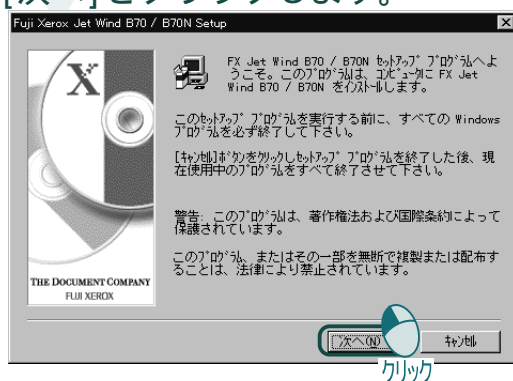 [次へ]をクリックします。
Fuji Xerox Jet Wind B70 / B70N Setup
FX Jet Wind B70 / B70N ｾｯﾄｱｯﾌﾟ ﾌﾟﾛｸﾞﾗﾑへよ
うこそ。このﾌﾟﾛｸﾞﾗﾑは、ｺﾝﾋﾟｭｰﾀに FX Jet
Wind B70 / B70N をｲﾝｽﾄｰﾙします。
このｾｯﾄｱｯﾌﾟ ﾌﾟﾛｸﾞﾗﾑを実行する前に、すべての Windows
ﾌﾟﾛｸﾞﾗﾑを必ず終了して下さい。
[ｷｬﾝｾﾙ]ﾎﾞﾀﾝをｸﾘｯｸしｾｯﾄｱｯﾌﾟ ﾌﾟﾛｸﾞﾗﾑを終了した後、現
在使用中のﾌﾟﾛｸﾞﾗﾑをすべて終了させて下さい。
警告: このﾌﾟﾛｸﾞﾗﾑは、著作権法および国際条約によって
保護されています。
このﾌﾟﾛｸﾞﾗﾑ、またはその一部を無断で複製または配布す
ることは、法律により禁止されています。
X
THE DOCUMENT COMPANY
FUJI XEROX
次へ(N)
ｷｬﾝｾﾙ
クリック